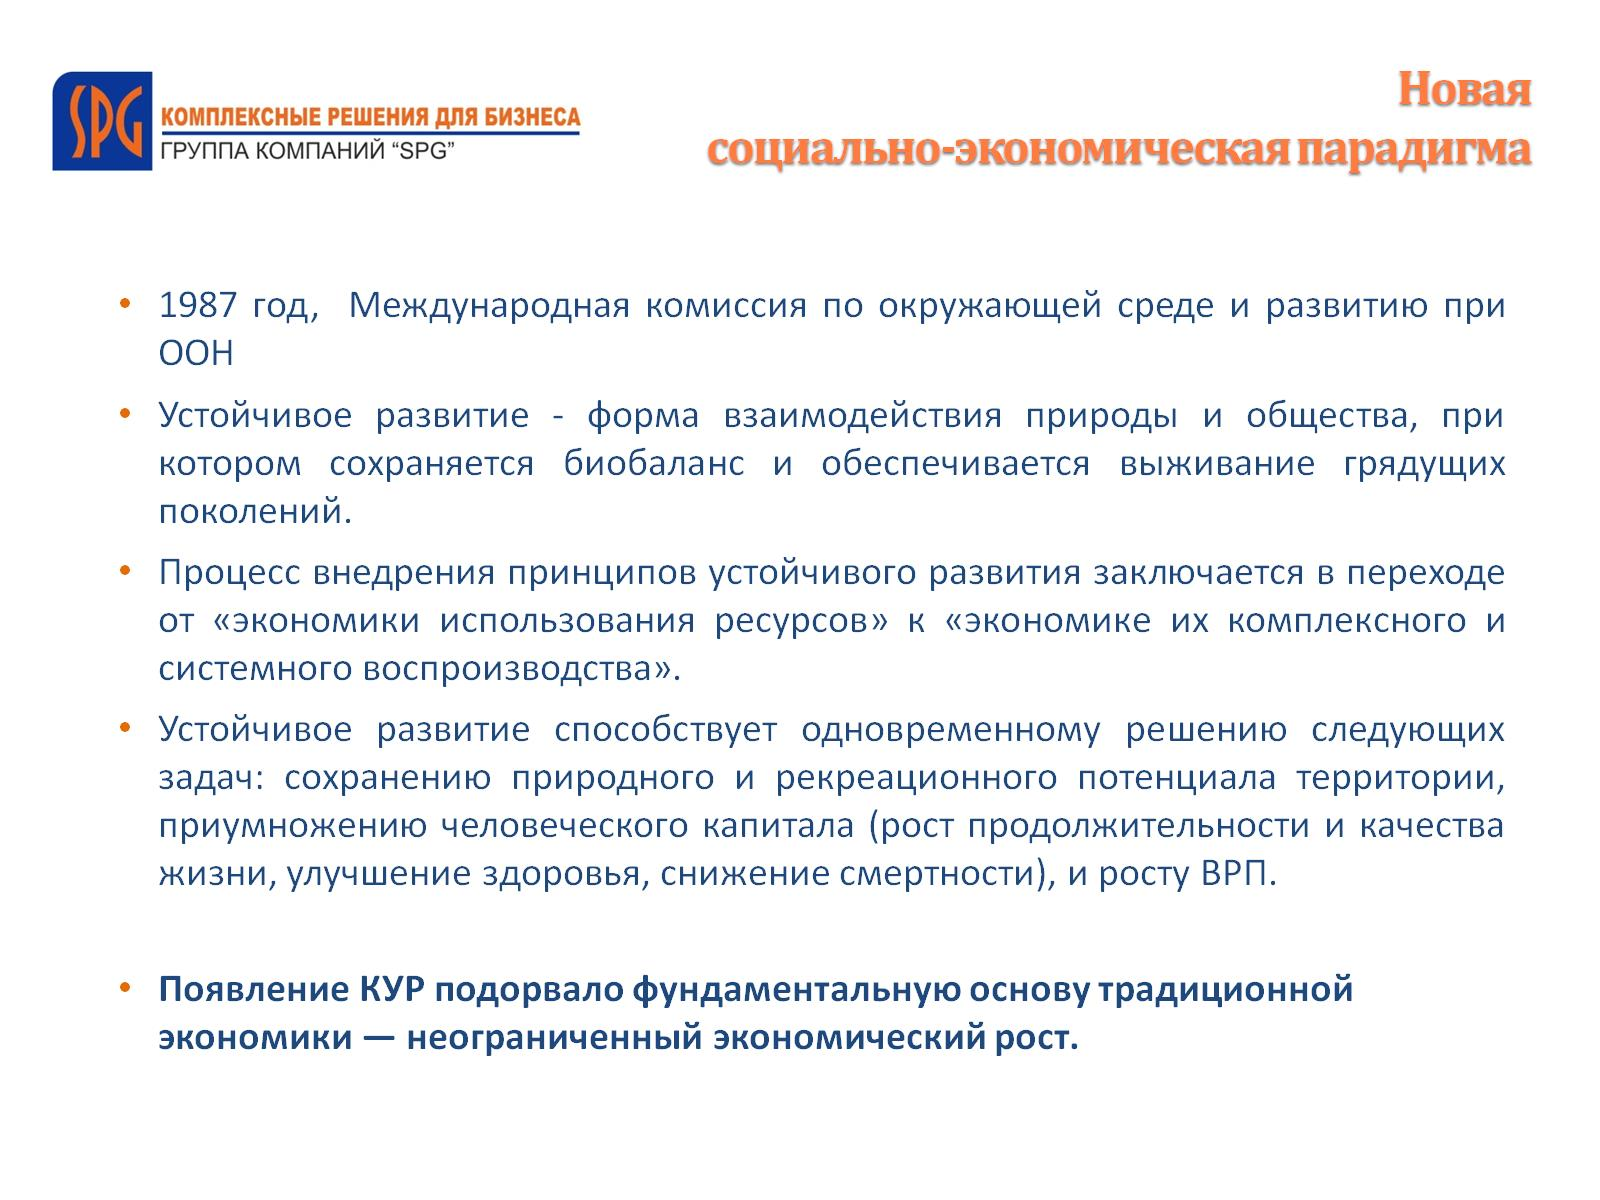 SPG
КОМПЛЕКСНЫЕ РЕШЕНИЯ ДЛЯ БИЗНЕСА
ГРУППА КОМПАНИЙ “SPG”
Новая
социально-экономическая парадигма
• 1987 год, Международная комиссия по окружающей среде и развитию при
ООН
• Устойчивое развитие - форма взаимодействия природы и общества, при
котором сохраняется биобаланс и обеспечивается выживание грядущих
поколений.
• Процесс внедрения принципов устойчивого развития заключается в переходе
от «экономики использования ресурсов» к «экономике их комплексного и
системного воспроизводства».
• Устойчивое развитие способствует одновременному решению следующих
задач: сохранению природного и рекреационного потенциала территории,
приумножению человеческого капитала (рост продолжительности и качества
жизни, улучшение здоровья, снижение смертности), и росту ВРП.
• Появление КУР подорвало фундаментальную основу традиционной
экономики — неограниченный экономический рост.